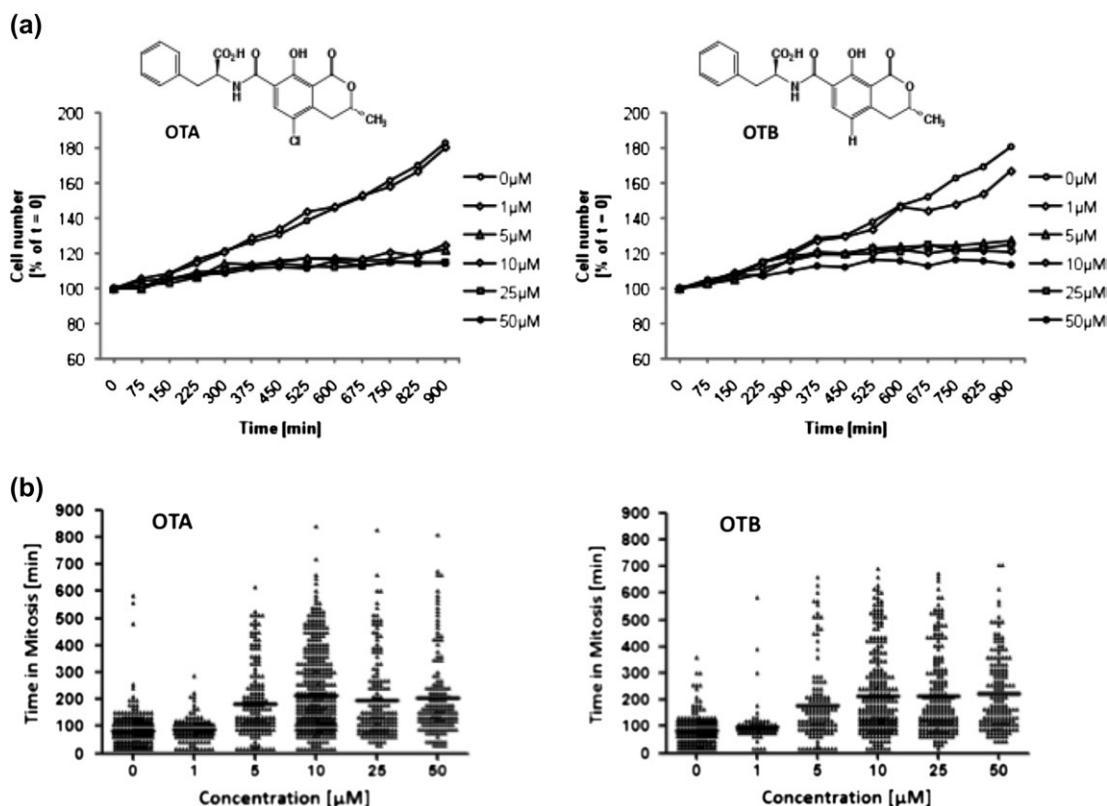 (a)
CO₂H
O
OH
O
N
H
O
CH₃
Cl
OTA
200
180
160
140
120
100
80
60
Cell number
[% of t = 0]
0
75
150
225
300
375
450
525
600
675
750
825
900
Time [min]
0µM
1µM
5µM
10µM
25µM
50µM
CO₂H
O
OH
O
N
H
O
CH₃
H
OTB
200
180
160
140
120
100
80
60
Cell number
[% of t = 0]
0
75
150
225
300
375
450
525
600
675
750
825
900
Time [min]
0µM
1µM
5µM
10µM
25µM
50µM
(b)
OTA
900
800
700
600
500
400
300
200
100
0
Time in Mitosis [min]
0 1 5 10 25 50
Concentration [µM]
OTB
900
800
700
600
500
400
300
200
100
0
Time in Mitosis [min]
0 1 5 10 25 50
Concentration [µM]